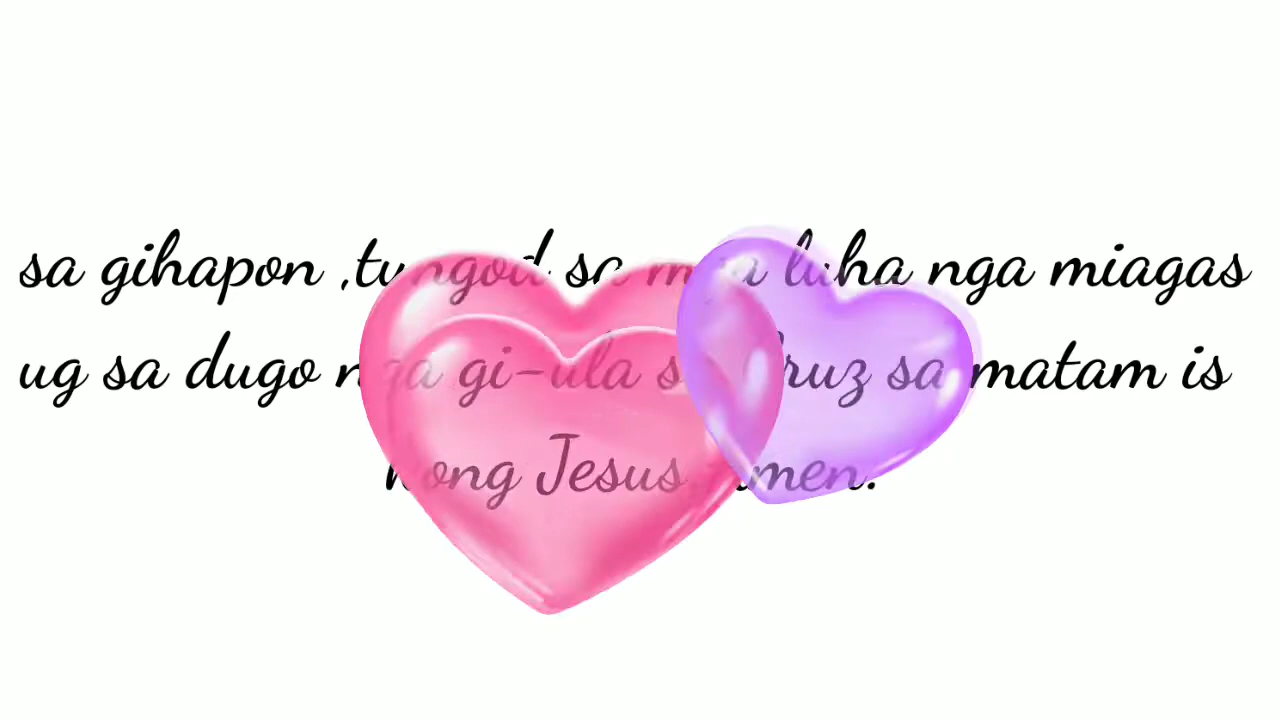 sa gihapon ,tungod sa mga luha nga miagas
ug sa dugo nga gi-ula sa Kruz sa matam is
kong Jesus, Amen.